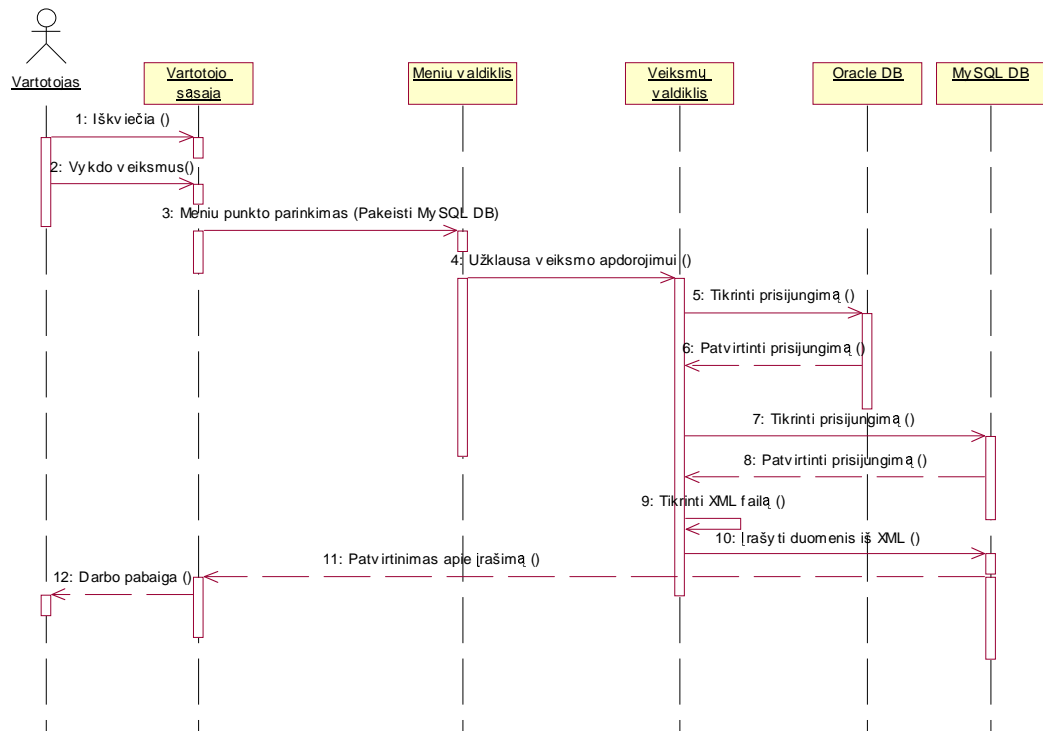 Vartotojas
Vartotojo
sąsaja
Meniu valdiklis
Veiksmų
valdiklis
Oracle DB
MySQL DB
1: Iškviečia ()
2: Vykdo veiksmus()
3: Meniu punkto parinkimas (Pakeisti MySQL DB)
4: Užklausa veiksmo apdorojimui ()
5: Tikrinti prisijungimą ()
6: Patvirtinti prisijungimą ()
7: Tikrinti prisijungimą ()
8: Patvirtinti prisijungimą ()
9: Tikrinti XML failą ()
10: Įrašyti duomenis iš XML ()
11: Patvirtinimas apie įrašimą ()
12: Darbo pabaiga ()